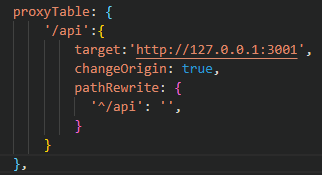 proxyTable: {
'/api':{
target:'http://127.0.0.1:3001',
changeOrigin: true,
pathRewrite: {
'^/api': '',
}
}
},